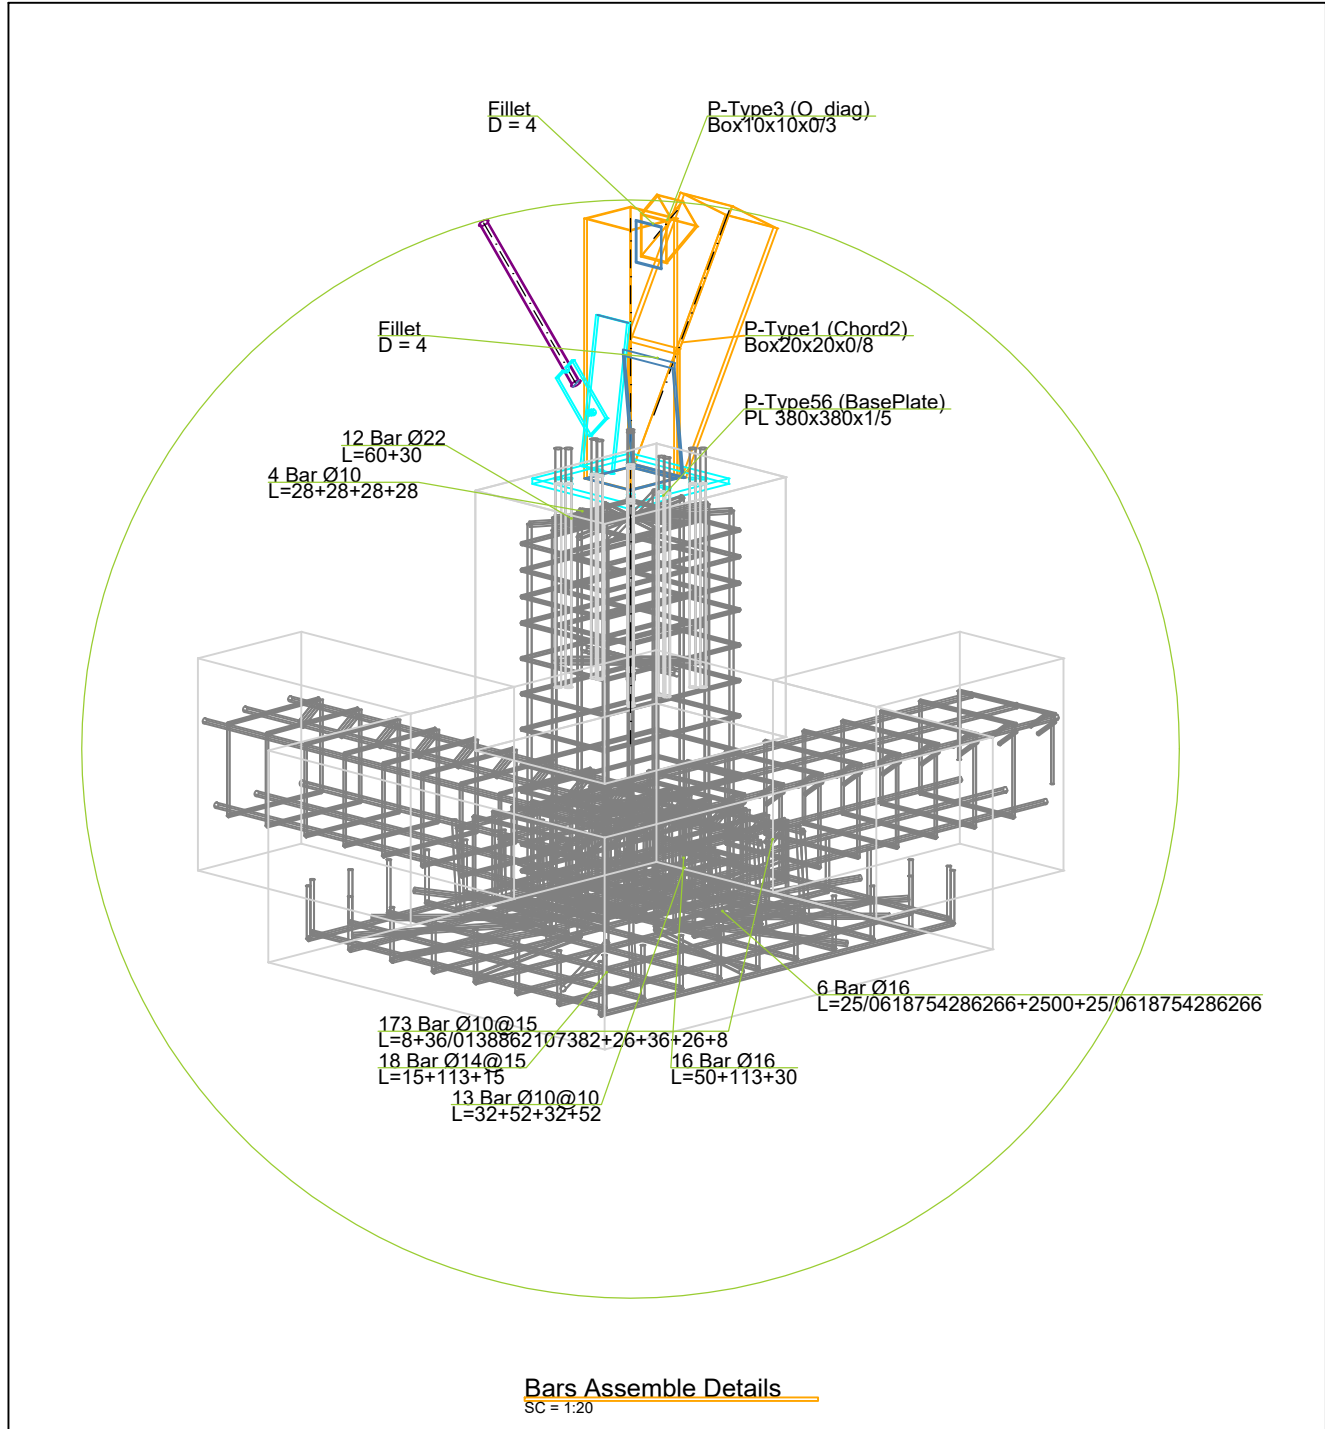 Fillet
D = 4
P-Type3 (O_diag)
Box10x10x0/3
Fillet
D = 4
P-Type1 (Chord2)
Box20x20x0/8
P-Type56 (BasePlate)
PL 380x380x1/5
12 Bar Ø22
L=60+30
4 Bar Ø10
L=28+28+28+28
6 Bar Ø16
L=25/0618754286266+2500+25/0618754286266
173 Bar Ø10@15
L=8+36/0138862107382+26+36+26+8
18 Bar Ø14@15
L=15+113+15
16 Bar Ø16
L=50+113+30
13 Bar Ø10@10
L=32+52+32+52
Bars Assemble Details
SC = 1:20